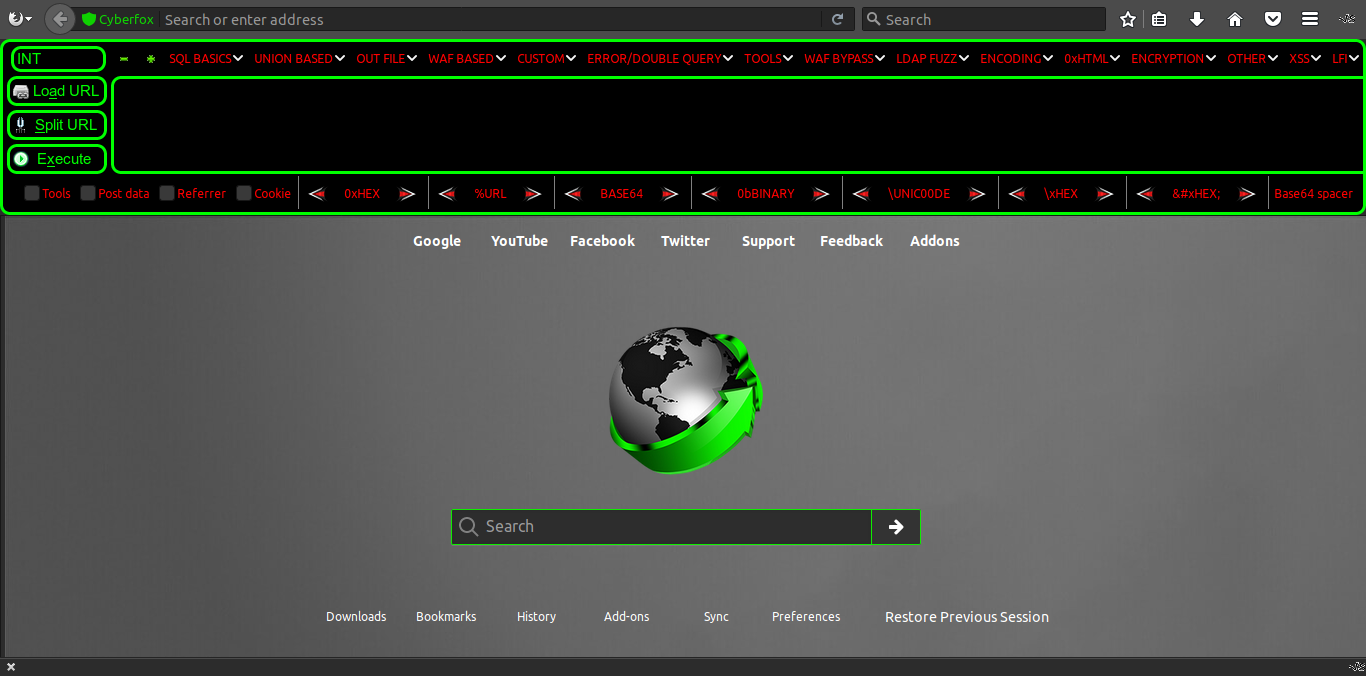 Cyberfox Search or enter address Search
INT SQL BASICS UNION BASED OUT FILE WAF BASED CUSTOM ERROR/DOUBLE QUERY TOOLS WAF BYPASS LDAP FUZZ ENCODING 0xHTML ENCRYPTION OTHER XSS LFI
Load URL
Split URL
Execute
Tools Post data Referrer Cookie 0xHEX %URL BASE64 0bBINARY \UNIC00DE \xHEX &#xHEX; Base64 spacer
Google YouTube Facebook Twitter Support Feedback Addons
Search
Downloads Bookmarks History Add-ons Sync Preferences Restore Previous Session